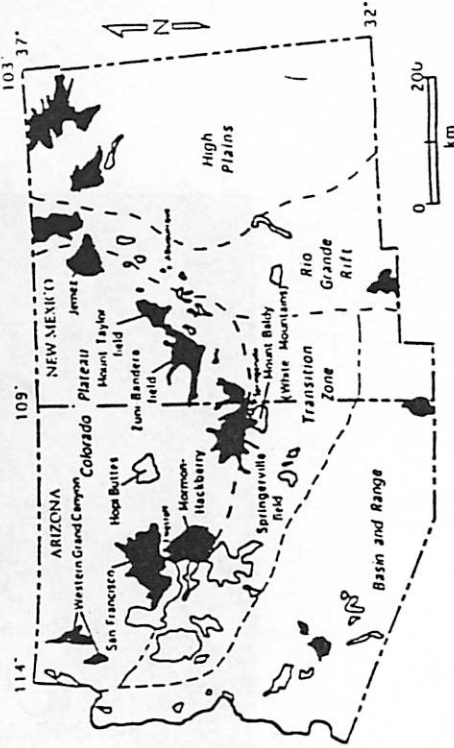 103° 37°
109°
114°
32°
N
NEW MEXICO
ARIZONA
Jemez
Mount Taylor
field
Zuni Bandera
field
Colorado Plateau
Western Grand Canyon
Hopi Buttes
San Francisco
Mormon-
Hackberry
Springerville
field
Mount Baldy
(White Mountains)
Transition
Zone
Rio
Grande
Rift
High
Plains
Basin and Range
0 200
km